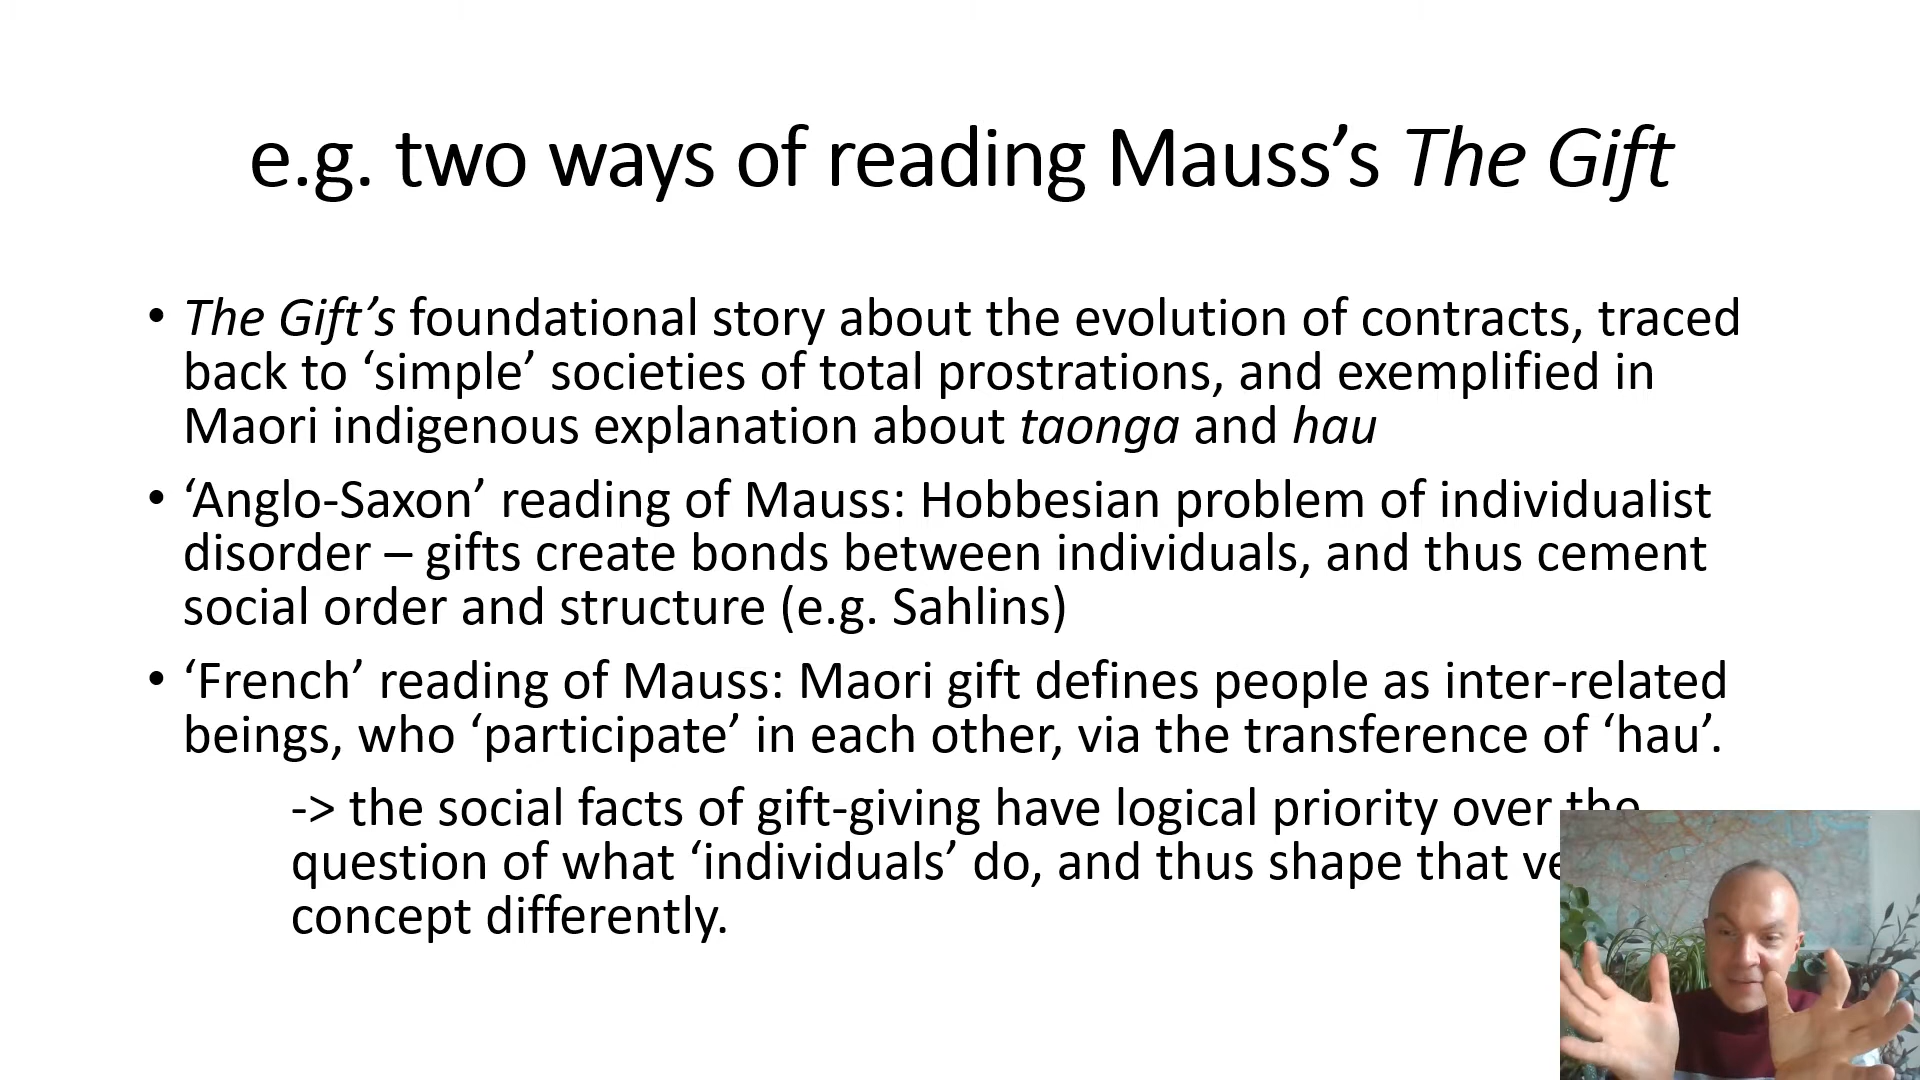 e.g. two ways of reading Mauss’s The Gift
• The Gift’s foundational story about the evolution of contracts, traced
back to ‘simple’ societies of total prostrations, and exemplified in
Maori indigenous explanation about taonga and hau
• ‘Anglo-Saxon’ reading of Mauss: Hobbesian problem of individualist
disorder – gifts create bonds between individuals, and thus cement
social order and structure (e.g. Sahlins)
• ‘French’ reading of Mauss: Maori gift defines people as inter-related
beings, who ‘participate’ in each other, via the transference of ‘hau’.
-> the social facts of gift-giving have logical priority over the
question of what ‘individuals’ do, and thus shape that
concept differently.